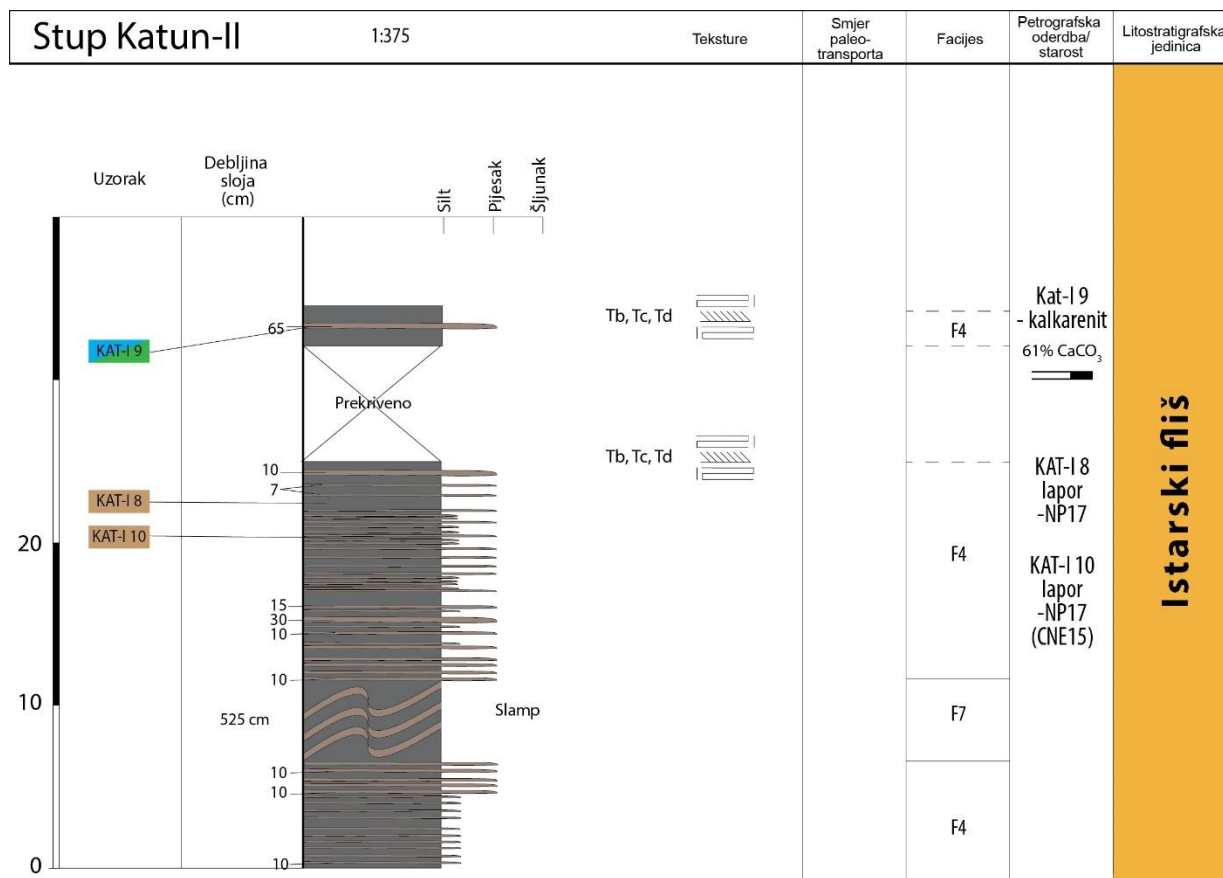 Stup Katun-II
1:375
Teksture
Smjer
paleo-
transporta
Facijes
Petrografska
oderdba/
starost
Litostratigrafska
jedinica
Uzorak
Debljina
sloja
(cm)
Silt
Pijesak
Šljunak
65
KAT-I 9
Tb, Tc, Td
F4
Kat-I 9
- kalkarenit
61% CaCO₃
Prekriveno
10
7
Tb, Tc, Td
KAT-I 8
KAT-I 10
20
F4
KAT-I 8
lapor
-NP17
KAT-I 10
lapor
-NP17
(CNE15)
15
30
10
10
10
525 cm
Slamp
F7
10
10
F4
10
0
Istarski fliš